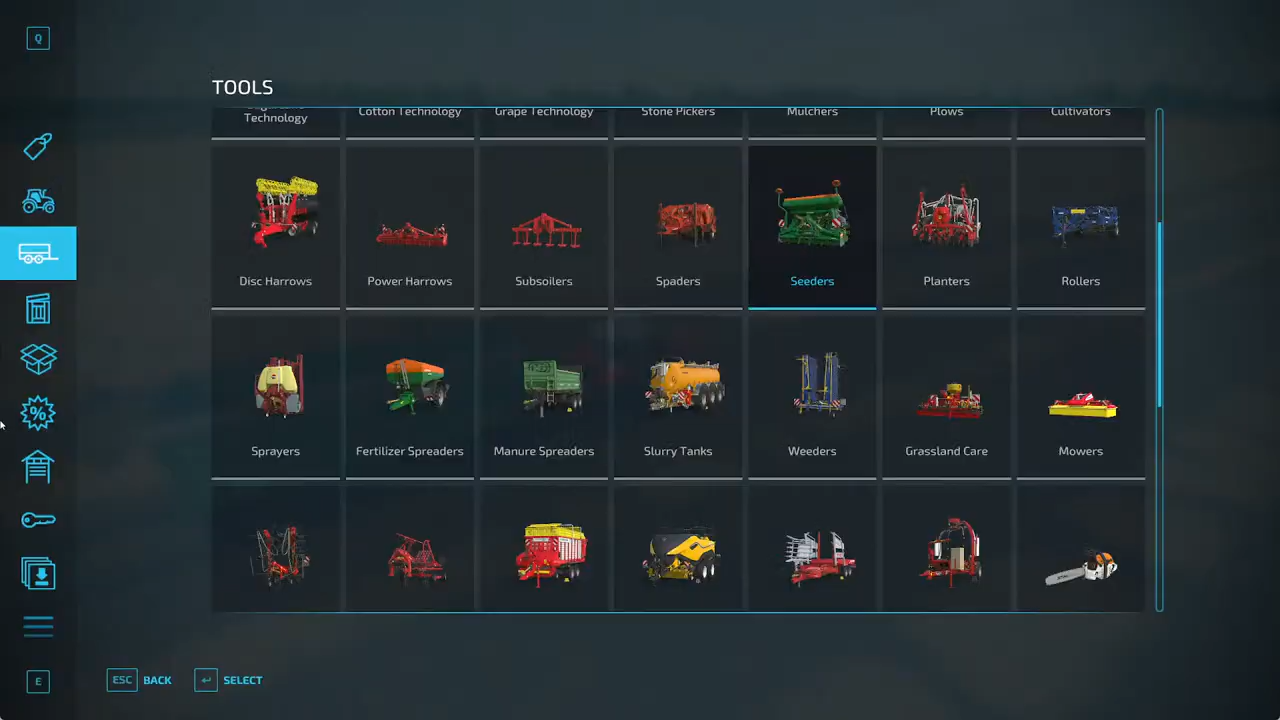 Q
TOOLS
Technology
Cotton Technology
Grape Technology
Stone Pickers
Mulchers
Plows
Cultivators
Disc Harrows
Power Harrows
Subsoilers
Spaders
Seeders
Planters
Rollers
Sprayers
Fertilizer Spreaders
Manure Spreaders
Slurry Tanks
Weeders
Grassland Care
Mowers
%
E
ESC BACK
SELECT